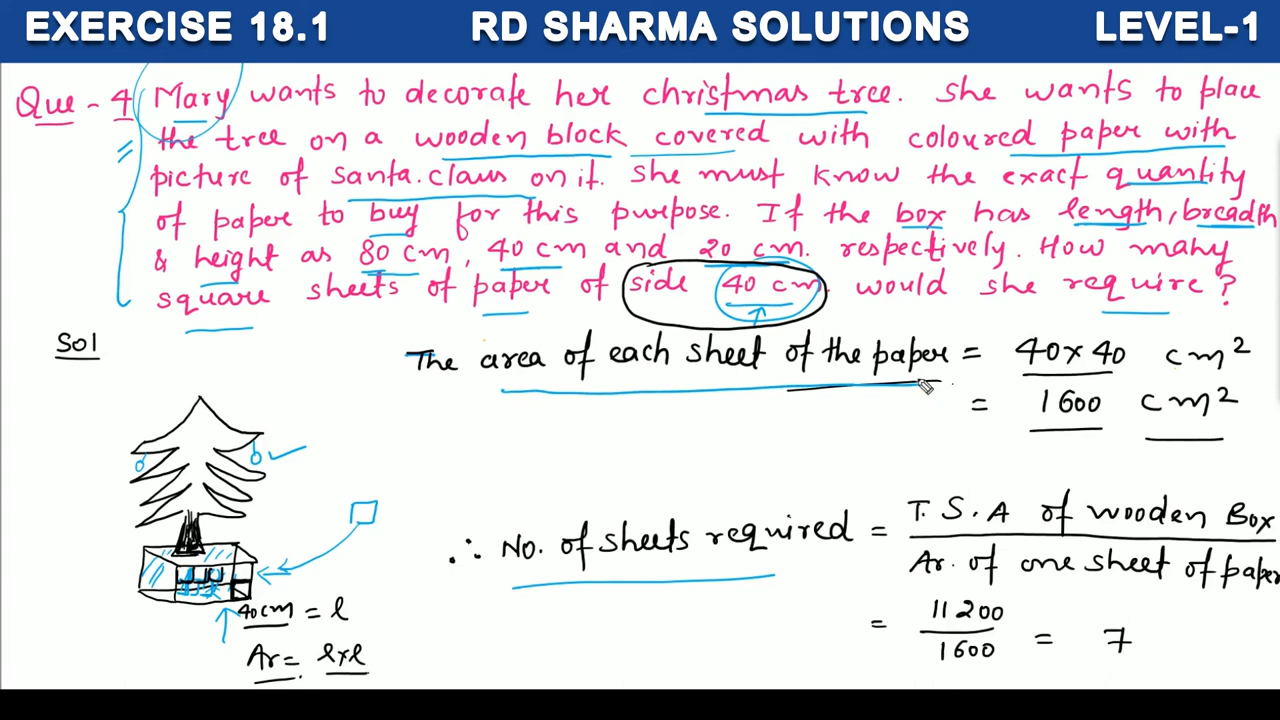 EXERCISE 18.1 RD SHARMA SOLUTIONS LEVEL-1
Que - 4 Mary wants to decorate her christmas tree. She wants to place
the tree on a wooden block covered with coloured paper with
picture of santa.claus on it. She must know the exact quantity
of paper to buy for this purpose. If the box has length, breadth
& height as 80 cm, 40 cm and 20 cm. respectively. How many
square sheets of paper of side 40 cm. would she require?
Sol
The area of each sheet of the paper = 40 x 40 cm²
= 1600 cm²
∴ No. of sheets required = T. S. A of wooden Box
Ar. of one sheet of paper
= 11200
1600 = 7
40 cm = l
Ar = l x l